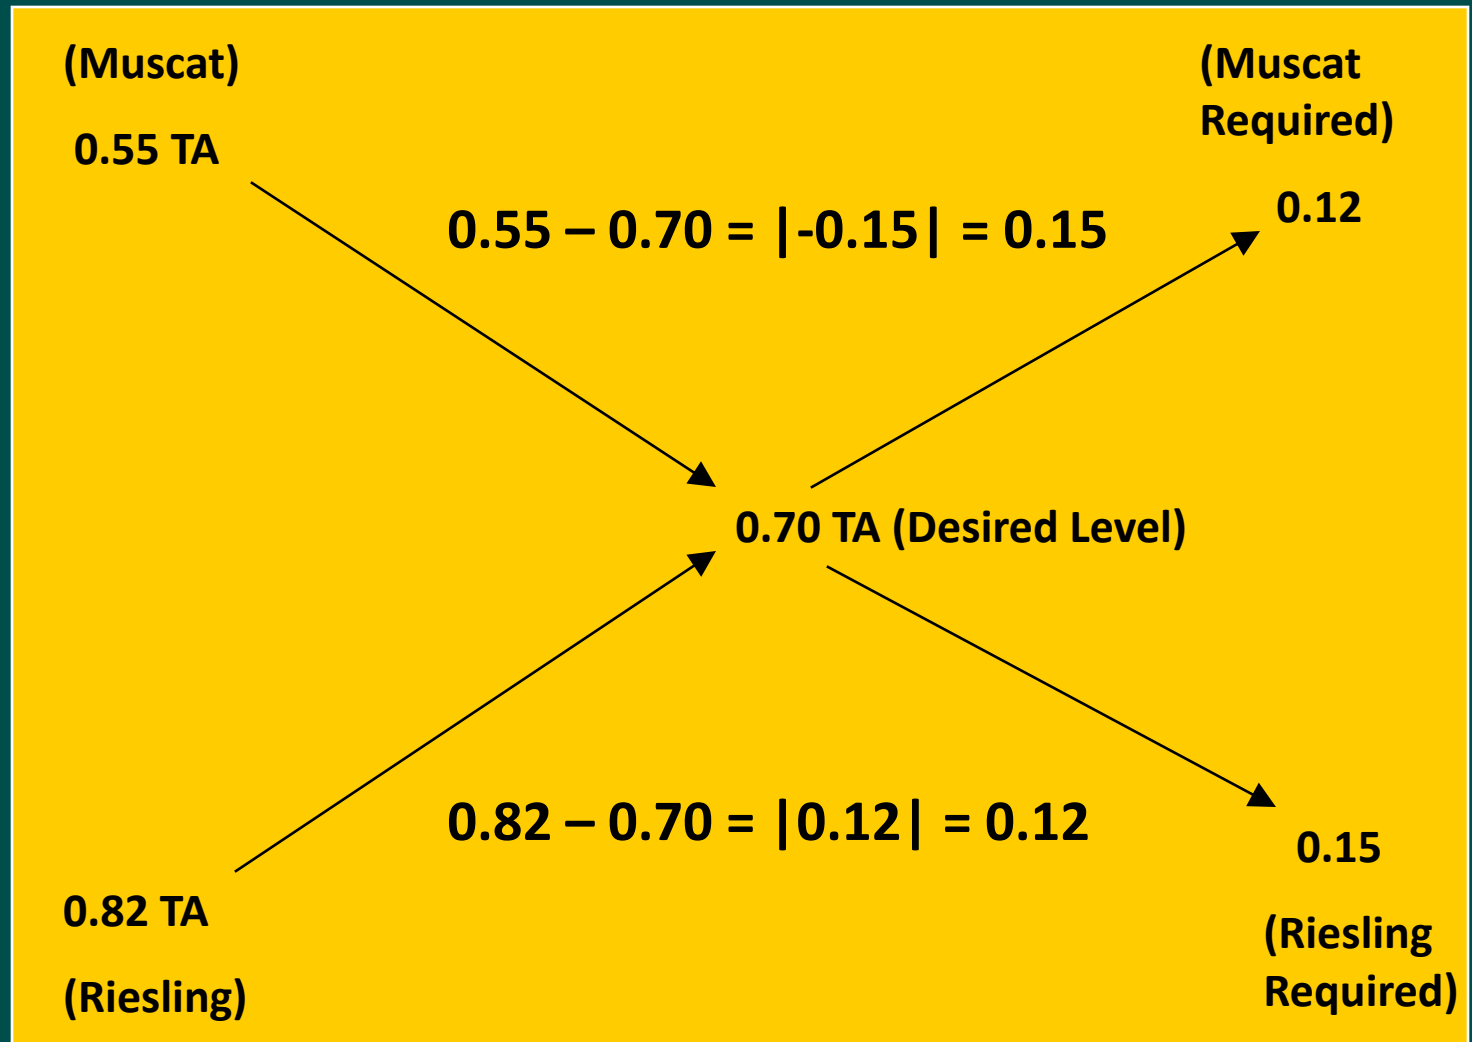 (Muscat)
(Muscat
Required)
0.55 TA
0.12
0.55 – 0.70 = |-0.15| = 0.15
0.70 TA (Desired Level)
0.82 – 0.70 = |0.12| = 0.12
0.15
0.82 TA
(Riesling
Required)
(Riesling)